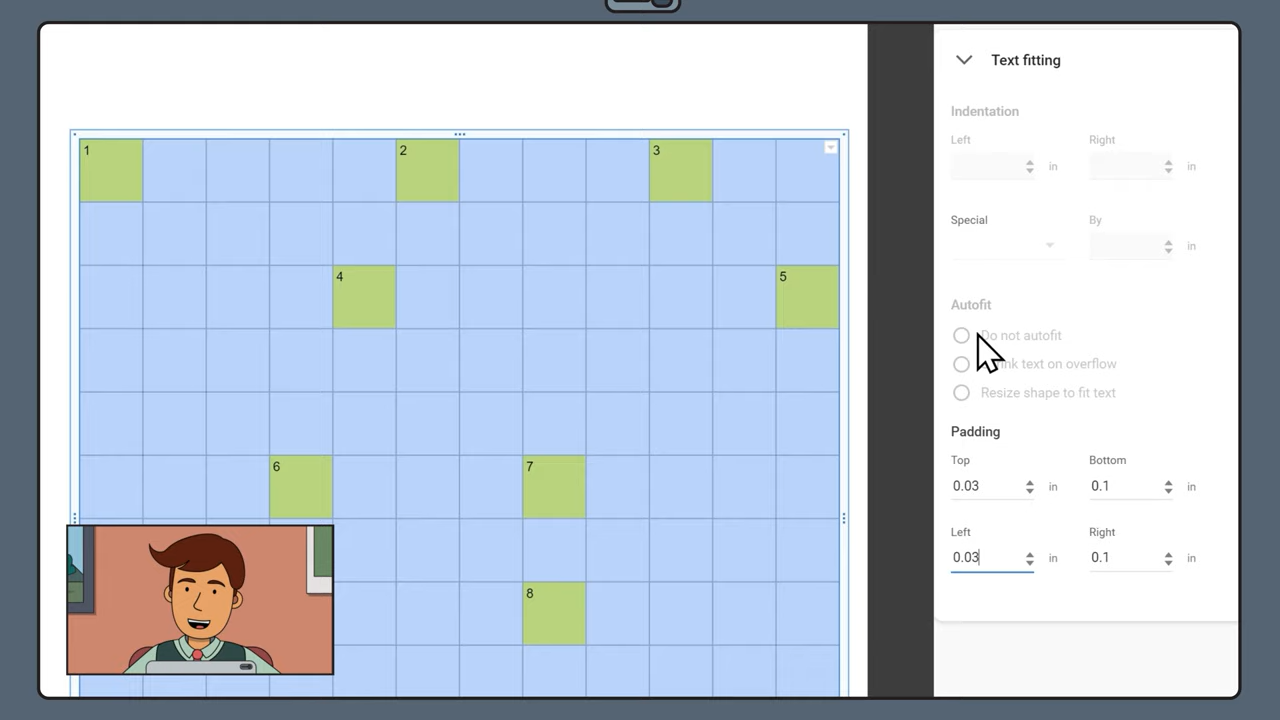 Text fitting
Indentation
Left Right
in in
Special By
in
Autofit
Do not autofit
text on overflow
Resize shape to fit text
Padding
Top Bottom
0.03 in 0.1 in
Left Right
0.03 in 0.1 in
1 2 3
4 5
6 7
8